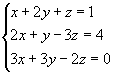 x + 2y + z = 1
2x + y − 3z = 4
3x + 3y − 2z = 0